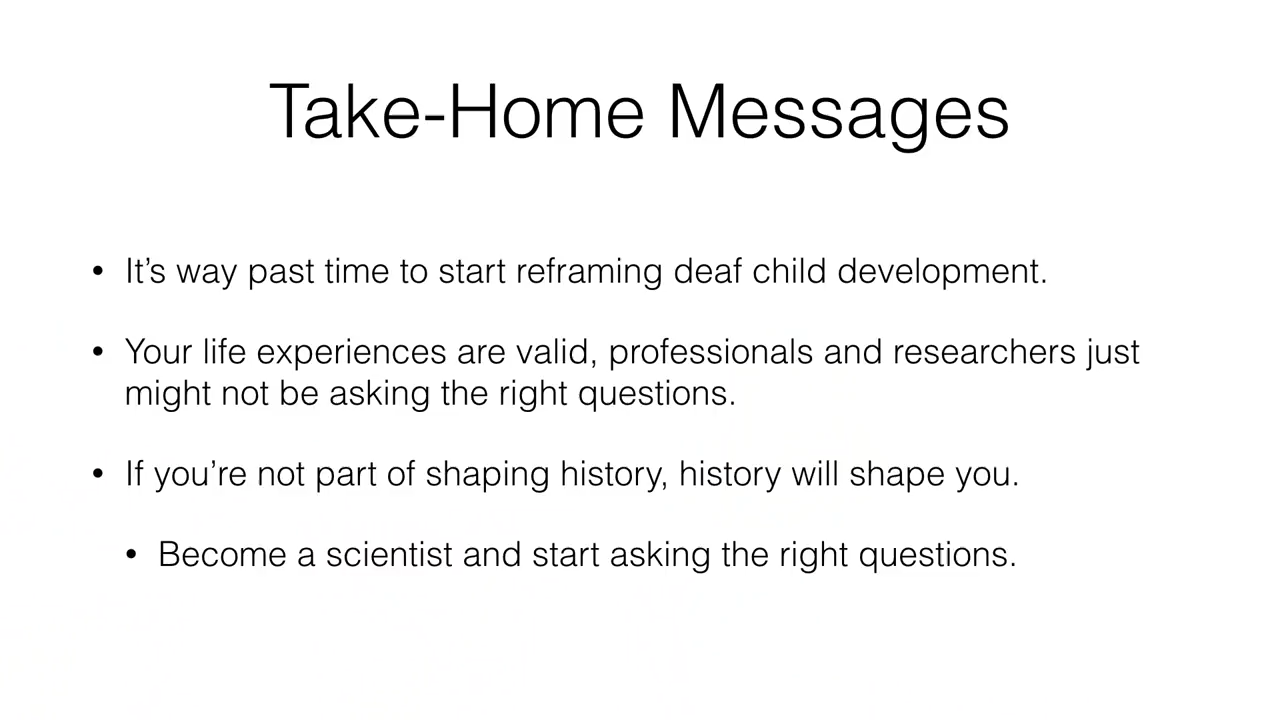 Take-Home Messages
• It’s way past time to start reframing deaf child development.
• Your life experiences are valid, professionals and researchers just
might not be asking the right questions.
• If you’re not part of shaping history, history will shape you.
• Become a scientist and start asking the right questions.